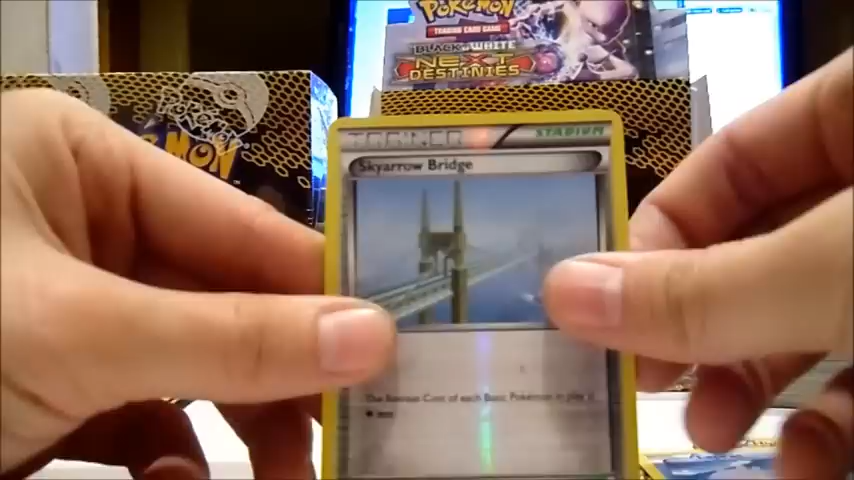 POKÉMON
TRADING CARD GAME
BLACK & WHITE
NEXT
DESTINIES
POKÉMON
TRAINER STADIUM
Skyarrow Bridge
The Retreat Cost of each Basic Pokémon in play is
less.